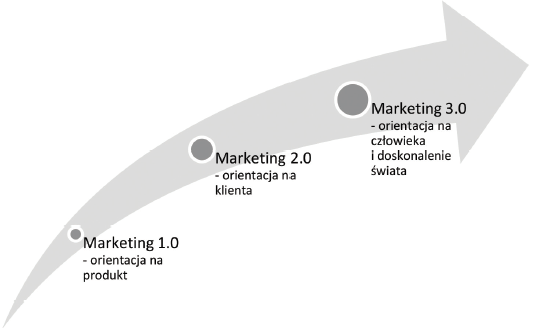 Marketing 3.0
- orientacja na
człowieka
i doskonalenie
świata
Marketing 2.0
- orientacja na
klienta
Marketing 1.0
- orientacja na
produkt